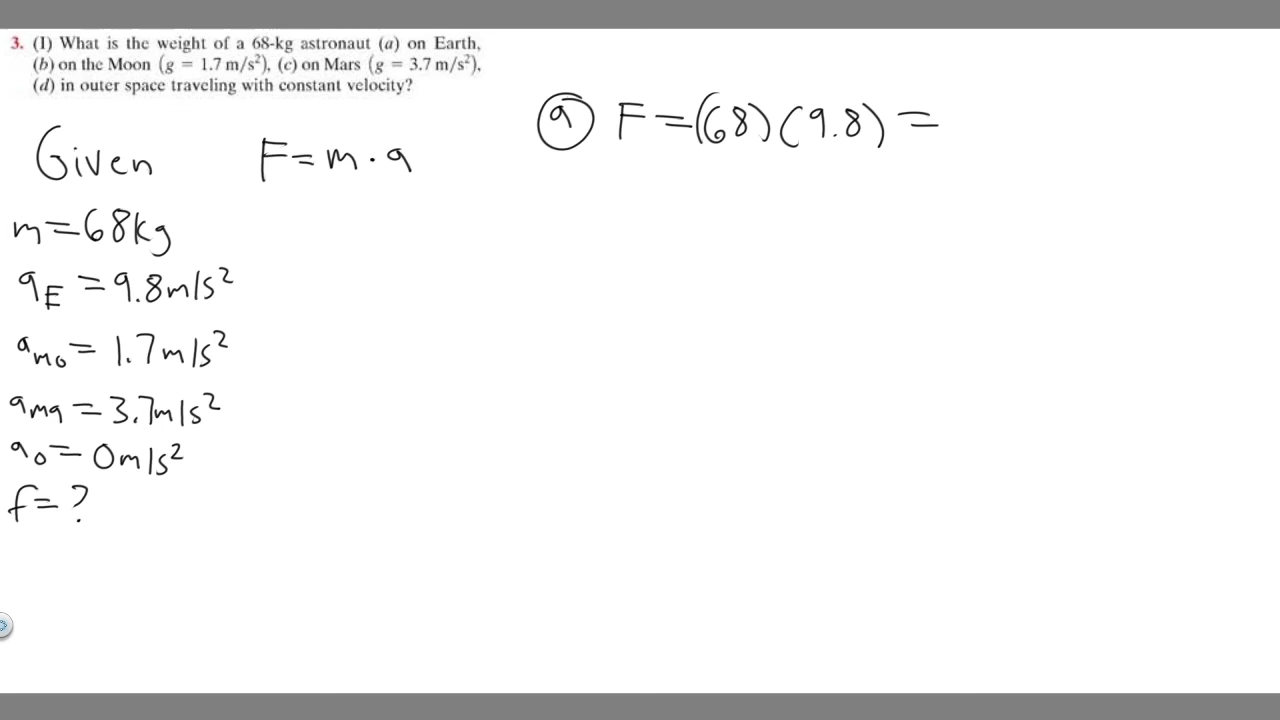 3. (I) What is the weight of a 68-kg astronaut (a) on Earth,
(b) on the Moon (g = 1.7 m/s²), (c) on Mars (g = 3.7 m/s²),
(d) in outer space traveling with constant velocity?
Given
F=m·a
m=68kg
aE=9.8m/s²
amo=1.7m/s²
ama=3.7m/s²
ao=0m/s²
f=?
a F=(68)(9.8)=